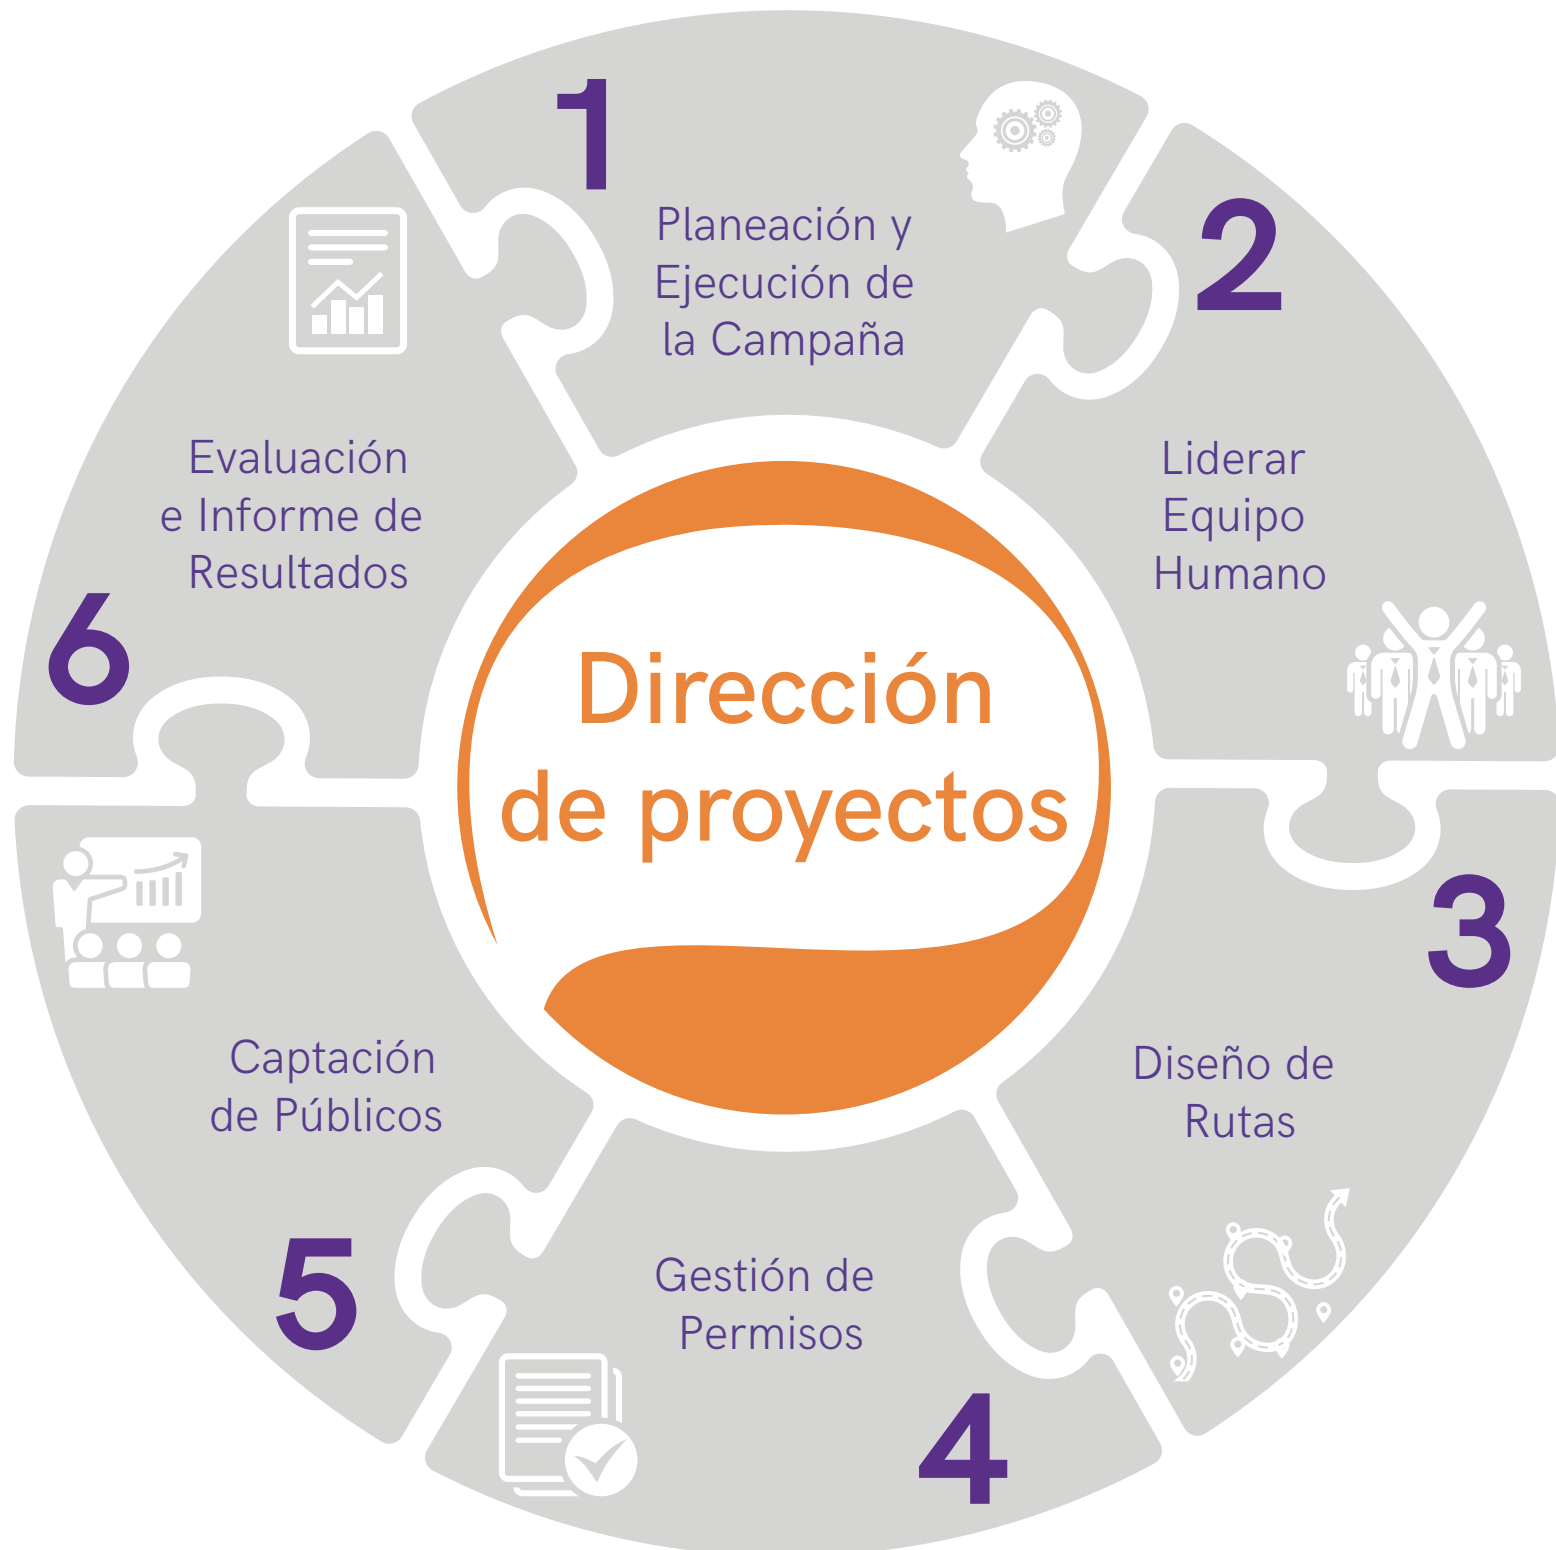 1
Planeación y
Ejecución de
la Campaña
2
Liderar
Equipo
Humano
3
Diseño de
Rutas
4
Gestión de
Permisos
5
Captación
de Públicos
6
Evaluación
e Informe de
Resultados
Dirección
de proyectos